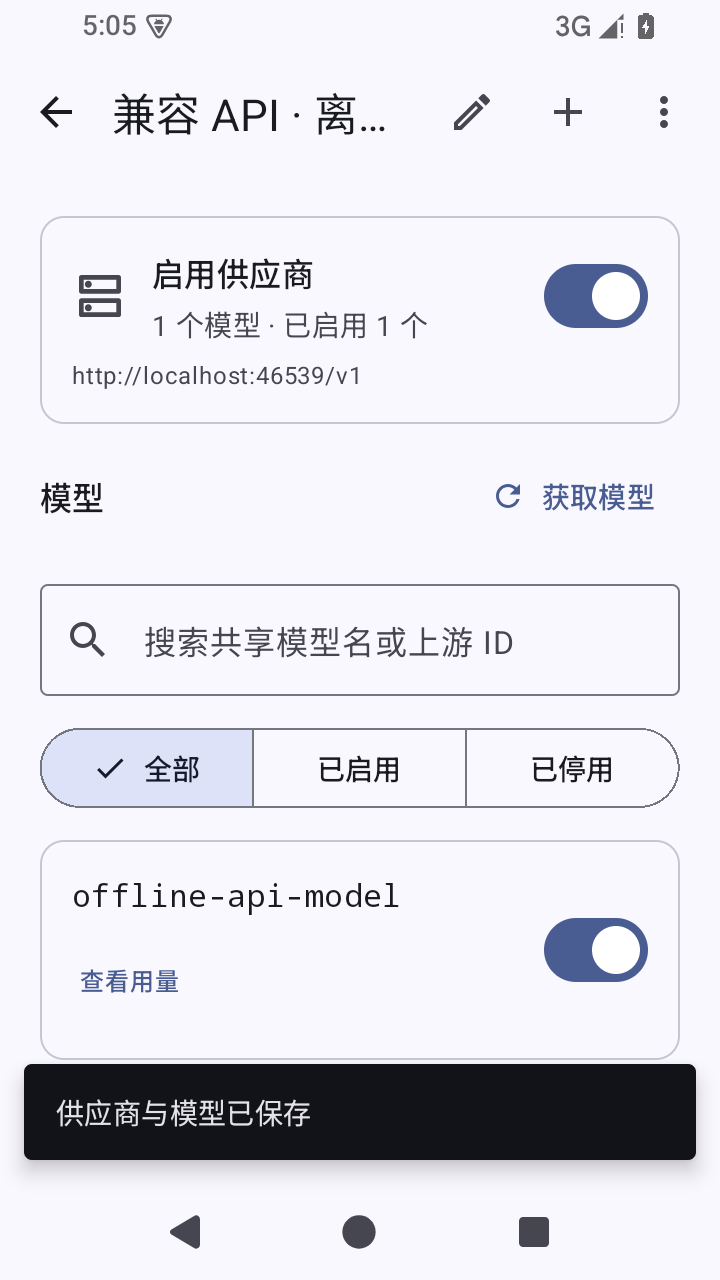 5:05
3G
兼容 API · 离…
启用供应商
1 个模型 · 已启用 1 个
http://localhost:46539/v1
模型
获取模型
搜索共享模型名或上游 ID
全部
已启用
已停用
offline-api-model
查看用量
供应商与模型已保存